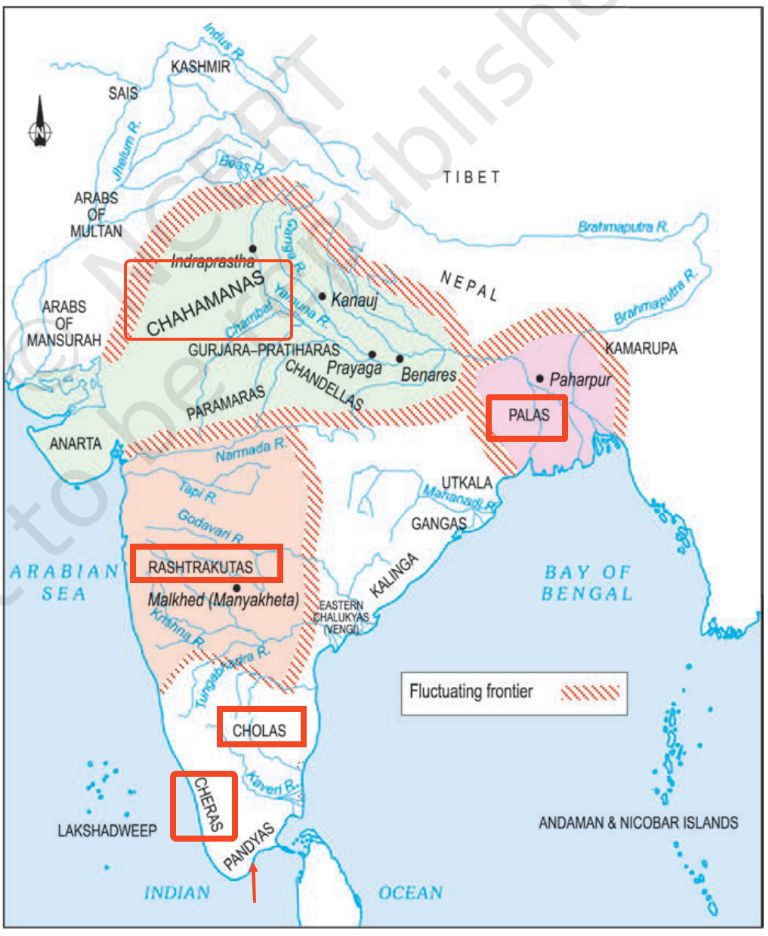 Indus R.
KASHMIR
SAIS
Jhelum R.
Beas R.
TIBET
ARABS
OF
MULTAN
Brahmaputra R.
Ganga R.
Indraprastha
NEPAL
Brahmaputra R.
CHAHAMANAS
Kanauj
Yamuna R.
Chambal
ARABS
OF
MANSURAH
GURJARA–PRATIHARAS
KAMARUPA
Prayaga
Benares
CHANDELLAS
Paharpur
PARAMARAS
PALAS
ANARTA
Narmada R.
Tapi R.
UTKALA
Mahanadi R.
Godavari R.
GANGAS
RASHTRAKUTAS
KALINGA
ARABIAN
SEA
BAY OF
BENGAL
Malkhed (Manyakheta)
EASTERN
CHALUKYAS
(VENGI)
Krishna R.
Tungabhadra R.
Fluctuating frontier
CHOLAS
Kaveri R.
CHERAS
LAKSHADWEEP
PANDYAS
ANDAMAN & NICOBAR ISLANDS
INDIAN OCEAN
N
© NCERT
not to be republished